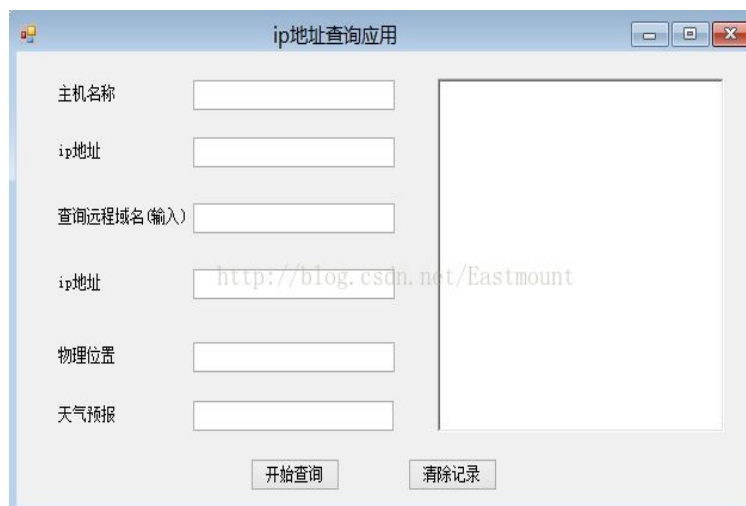 ip地址查询应用
主机名称
ip地址
查询远程域名(输入)
ip地址
http://blog.csdn.net/Eastmount
物理位置
天气预报
开始查询
清除记录